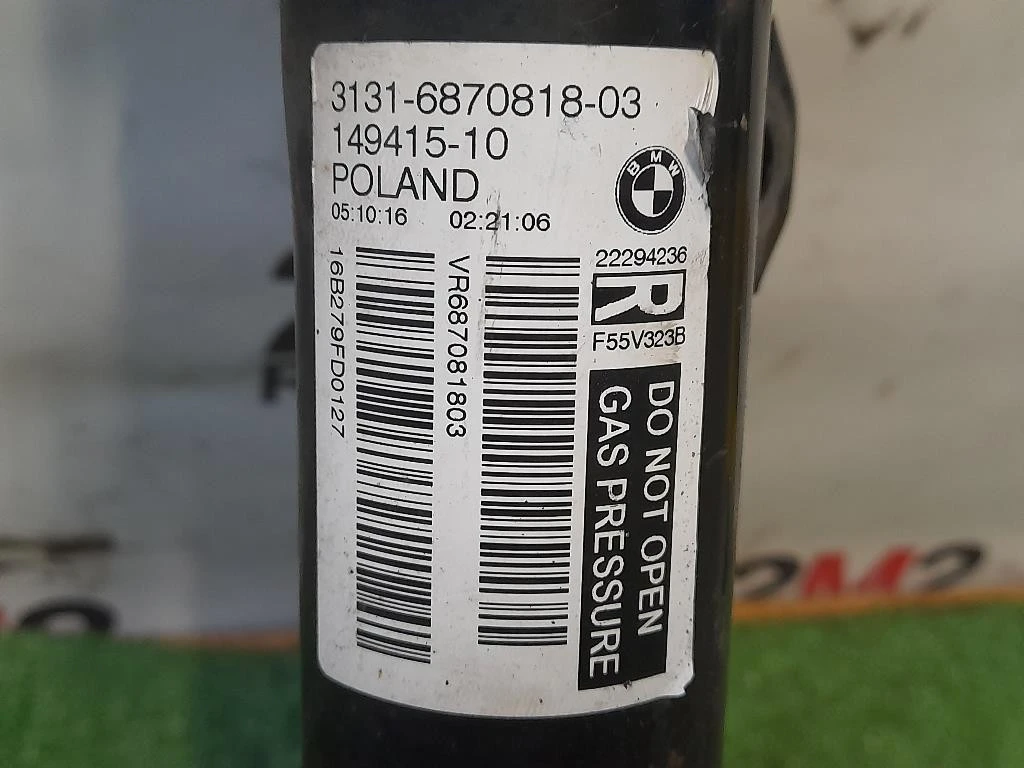 3131-6870818-03
149415-10
POLAND
05:10:16 02:21:06
BMW
22294236
R
F55V323B
16B279FD0127
VR687081803
DO NOT OPEN
GAS PRESSURE